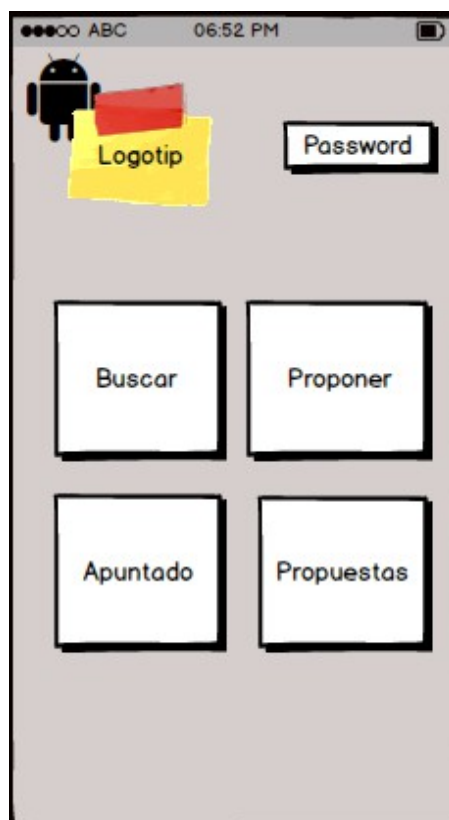 ABC 06:52 PM
Logotip
Password
Buscar Proponer
Apuntado Propuestas